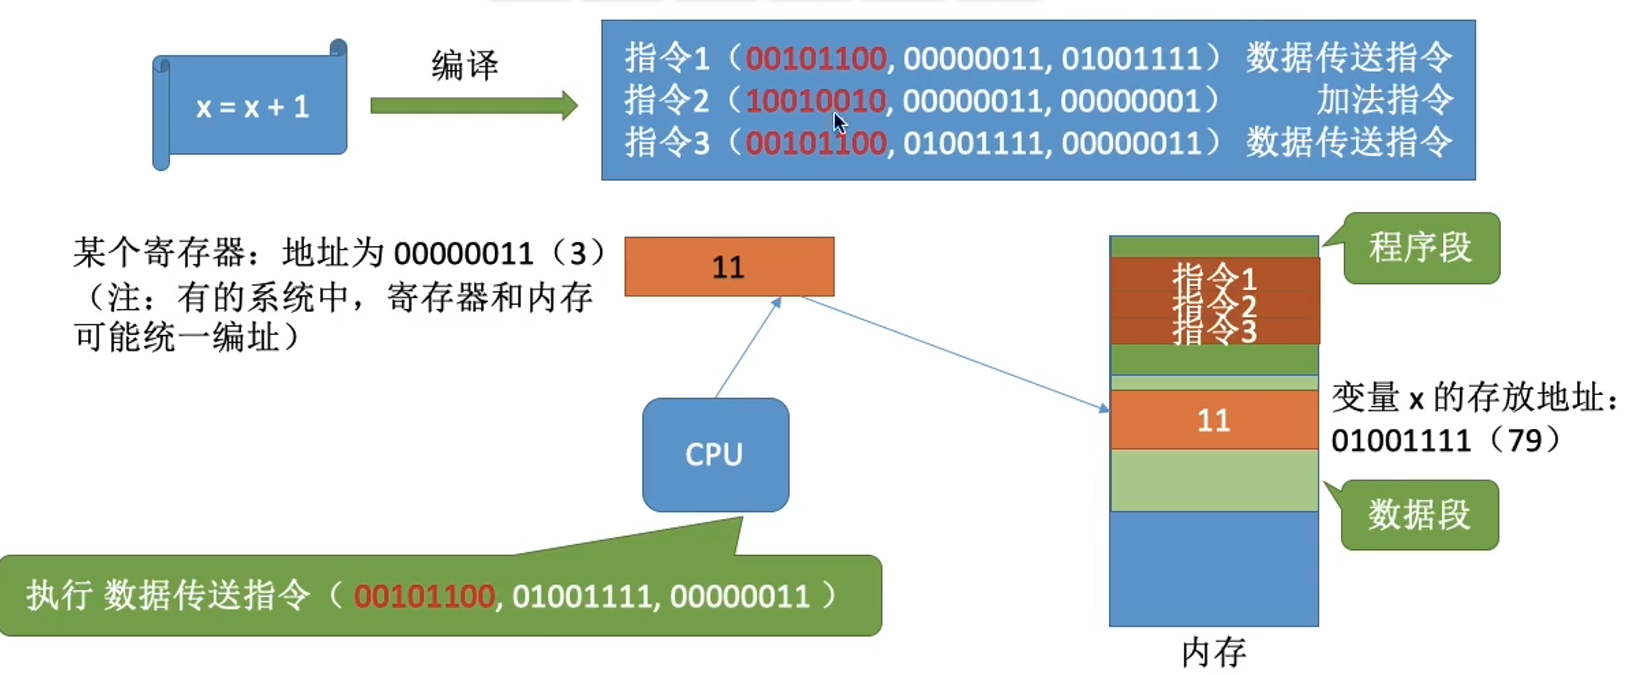 x = x + 1
编译
指令1（00101100, 00000011, 01001111） 数据传送指令
指令2（10010010, 00000011, 00000001） 加法指令
指令3（00101100, 01001111, 00000011） 数据传送指令
某个寄存器：地址为 00000011（3）
（注：有的系统中，寄存器和内存
可能统一编址）
11
程序段
指令1
指令2
指令3
11
变量 x 的存放地址：
01001111（79）
CPU
数据段
执行 数据传送指令（ 00101100, 01001111, 00000011 ）
内存